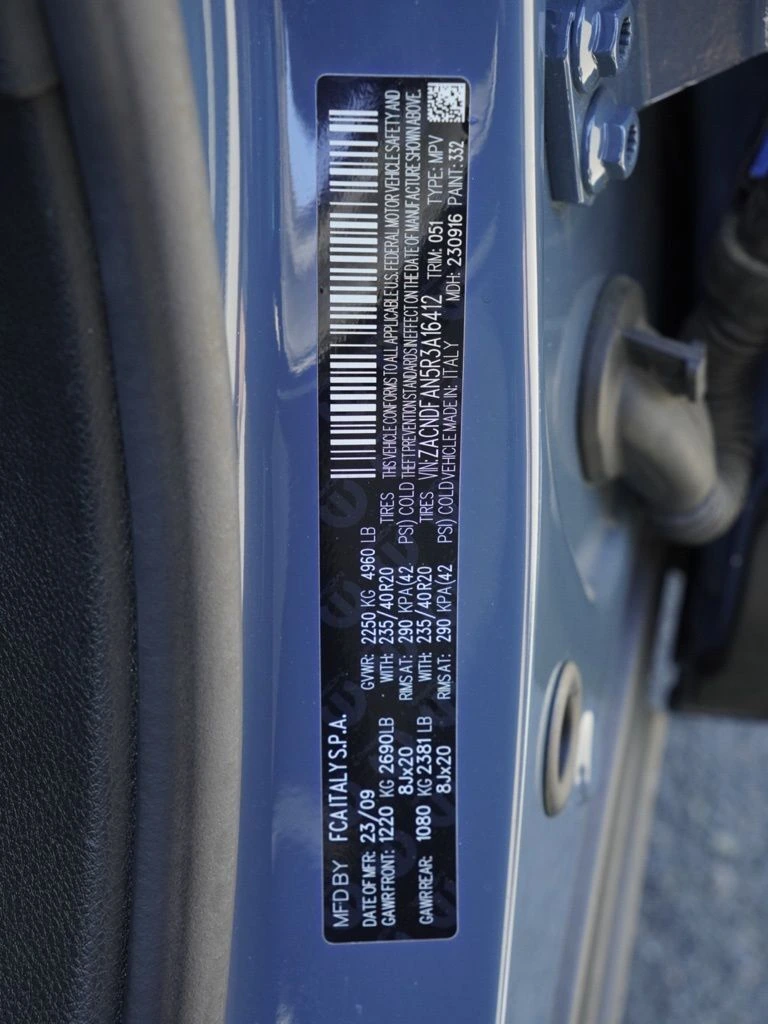 MFD BY FCA ITALY S.P.A.
DATE OF MFR: 23/09 GVWR: 2250 KG 4960 LB
GAWR FRONT: 1220 KG 2690LB WITH: 235/40R20 TIRES
8Jx20 RIMS AT: 290 KPA(42 PSI) COLD
GAWR REAR: 1080 KG 2381 LB WITH: 235/40R20 TIRES
8Jx20 RIMS AT: 290 KPA(42 PSI) COLD
THIS VEHICLE CONFORMS TO ALL APPLICABLE U.S. FEDERAL MOTOR VEHICLE SAFETY AND
THEFT PREVENTION STANDARDS IN EFFECT ON THE DATE OF MANUFACTURE SHOWN ABOVE.
VIN: ZACNDFAN5R3A16412 TRIM: 051 TYPE: MPV
VEHICLE MADE IN: ITALY MDH: 230916 PAINT: 332